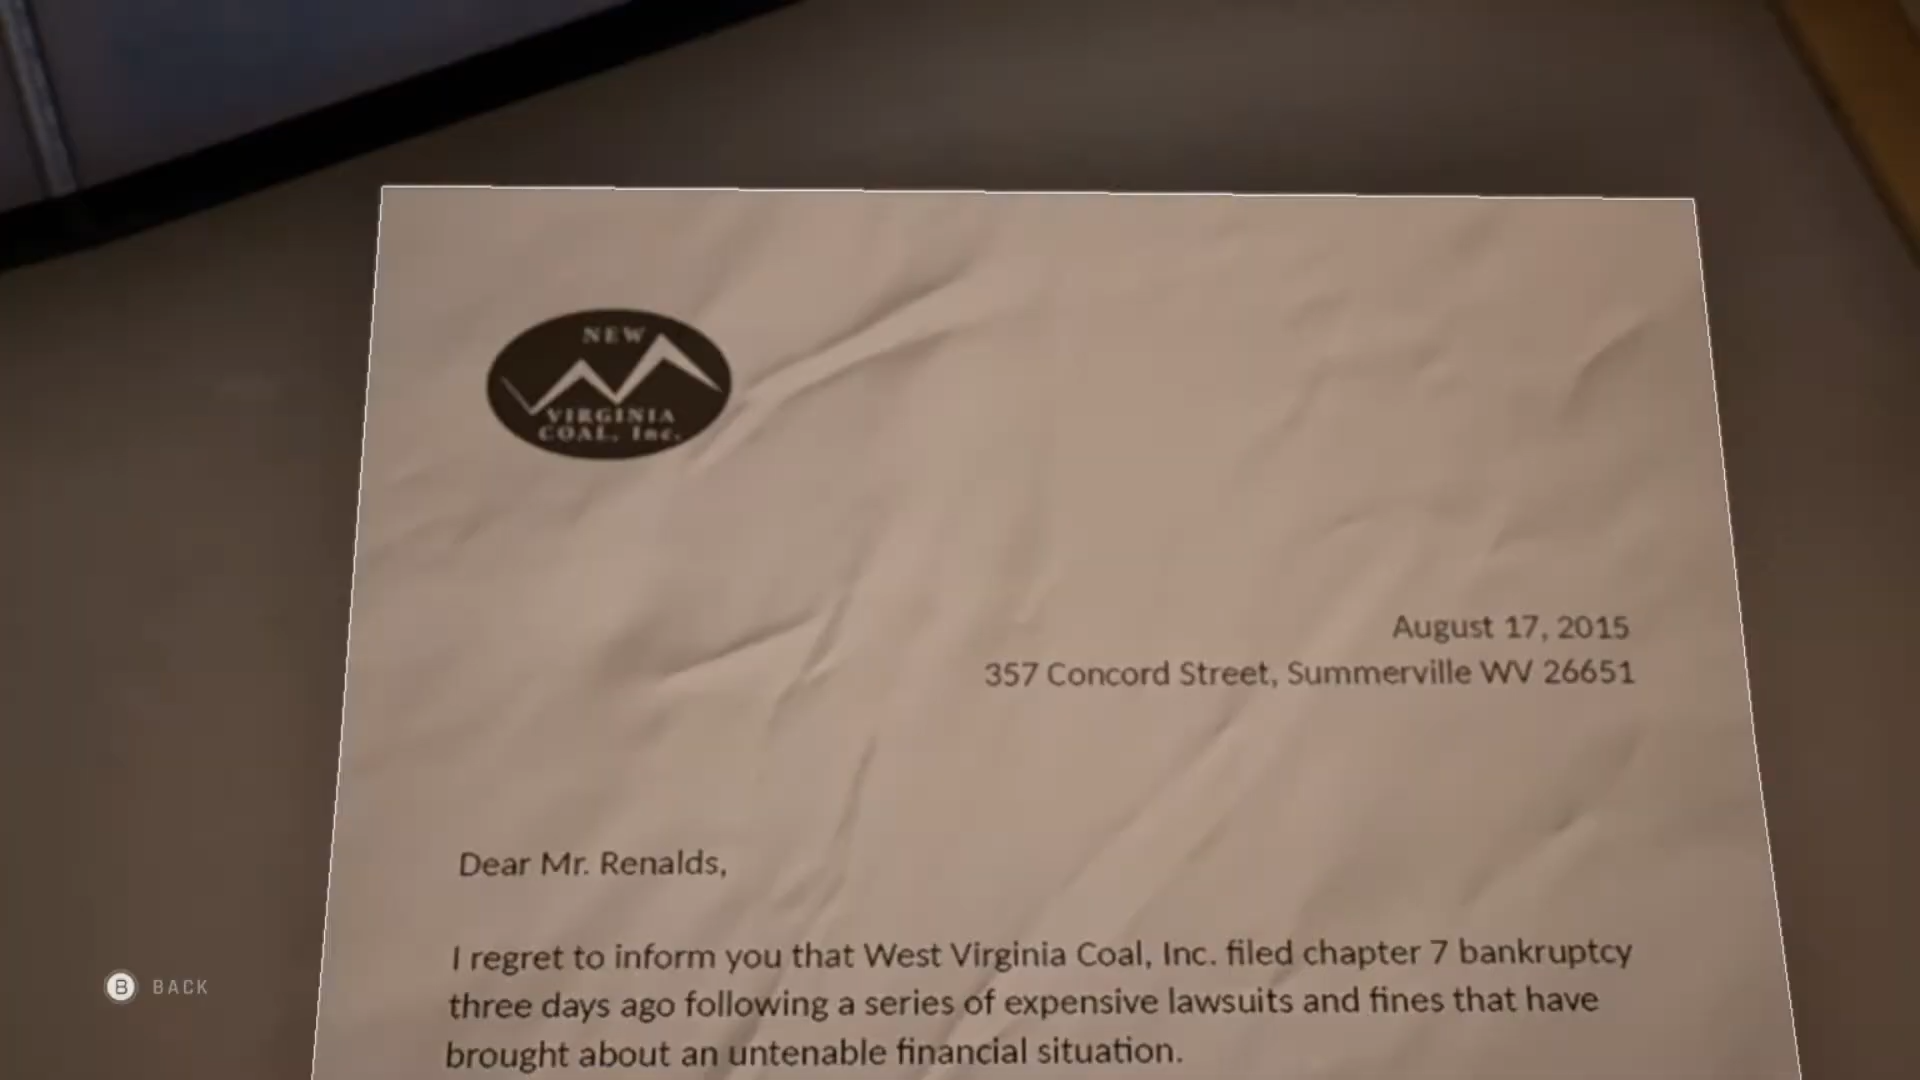 NEW
VIRGINIA
COAL, Inc.
August 17, 2015
357 Concord Street, Summerville WV 26651
Dear Mr. Renalds,
I regret to inform you that West Virginia Coal, Inc. filed chapter 7 bankruptcy
three days ago following a series of expensive lawsuits and fines that have
brought about an untenable financial situation.
B BACK